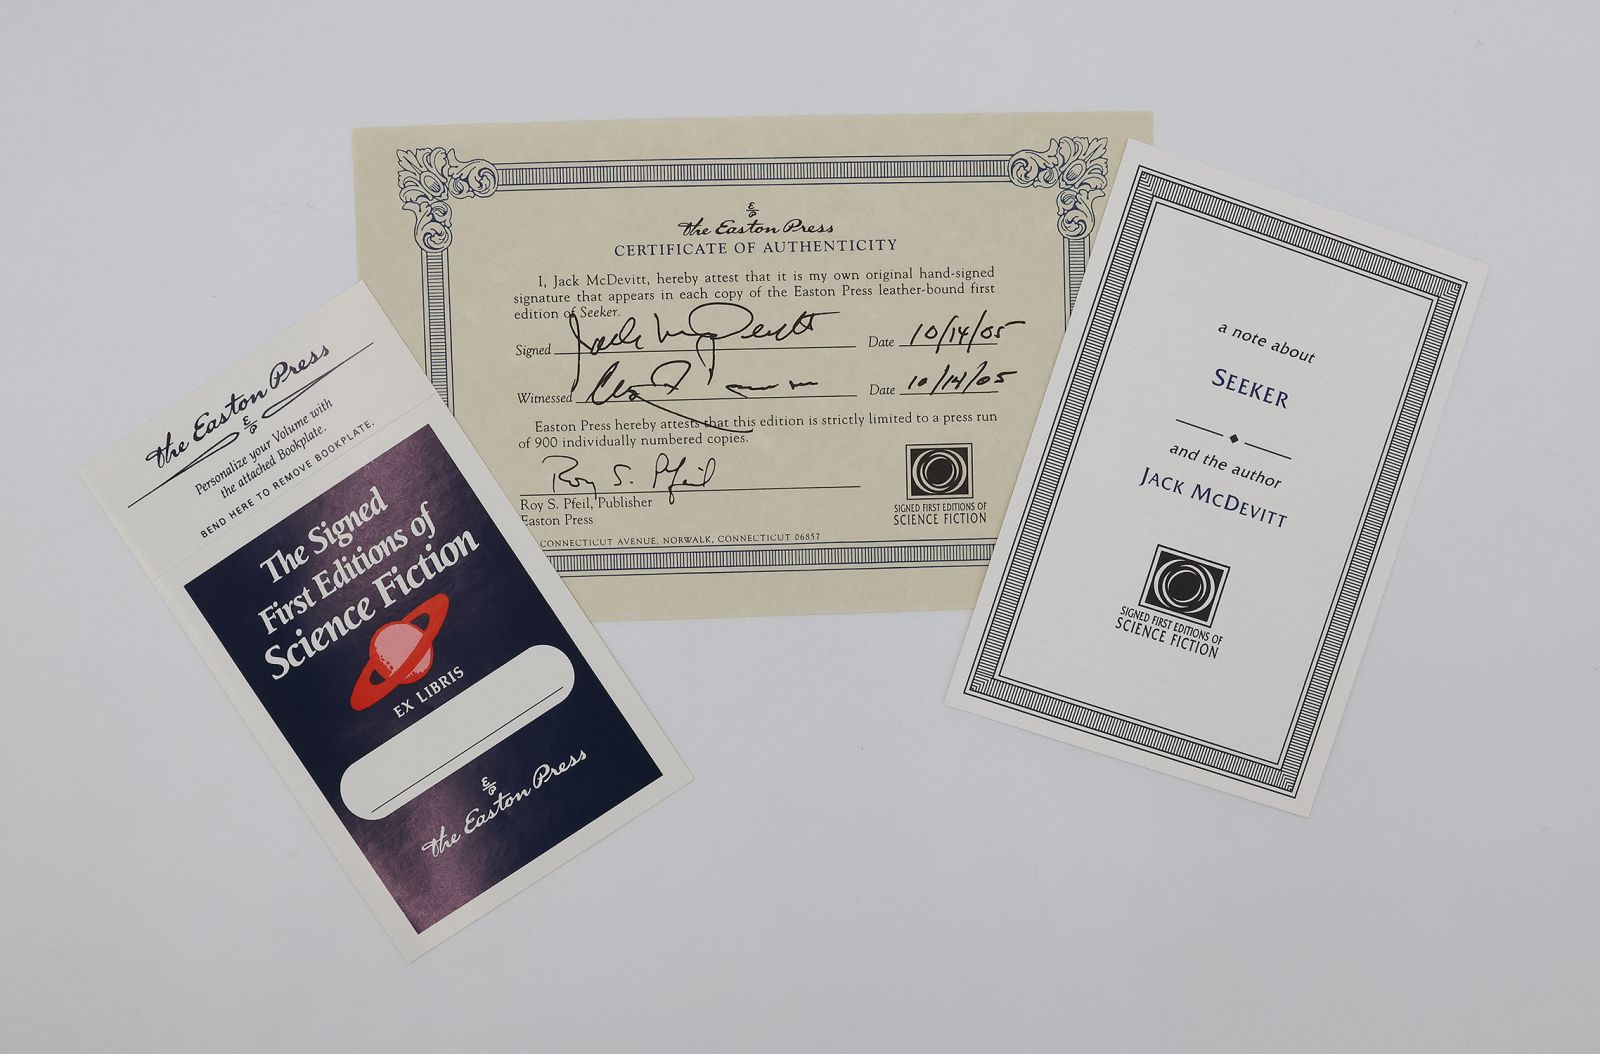 The Easton Press
Personalize your Volume with
the attached Bookplate.
BEND HERE TO REMOVE BOOKPLATE.
The Signed
First Editions of
Science Fiction
EX LIBRIS
The Easton Press
The Easton Press
CERTIFICATE OF AUTHENTICITY
I, Jack McDevitt, hereby attest that it is my own original hand-signed
signature that appears in each copy of the Easton Press leather-bound first
edition of Seeker.
Signed Jack McDevitt Date 10/14/05
Witnessed Date 10/14/05
Easton Press hereby attests that this edition is strictly limited to a press run
of 900 individually numbered copies.
Roy S. Pfeil
Roy S. Pfeil, Publisher
Easton Press
SIGNED FIRST EDITIONS OF
SCIENCE FICTION
CONNECTICUT AVENUE, NORWALK, CONNECTICUT 06857
a note about
SEEKER
and the author
JACK MCDEVITT
SIGNED FIRST EDITIONS OF
SCIENCE FICTION